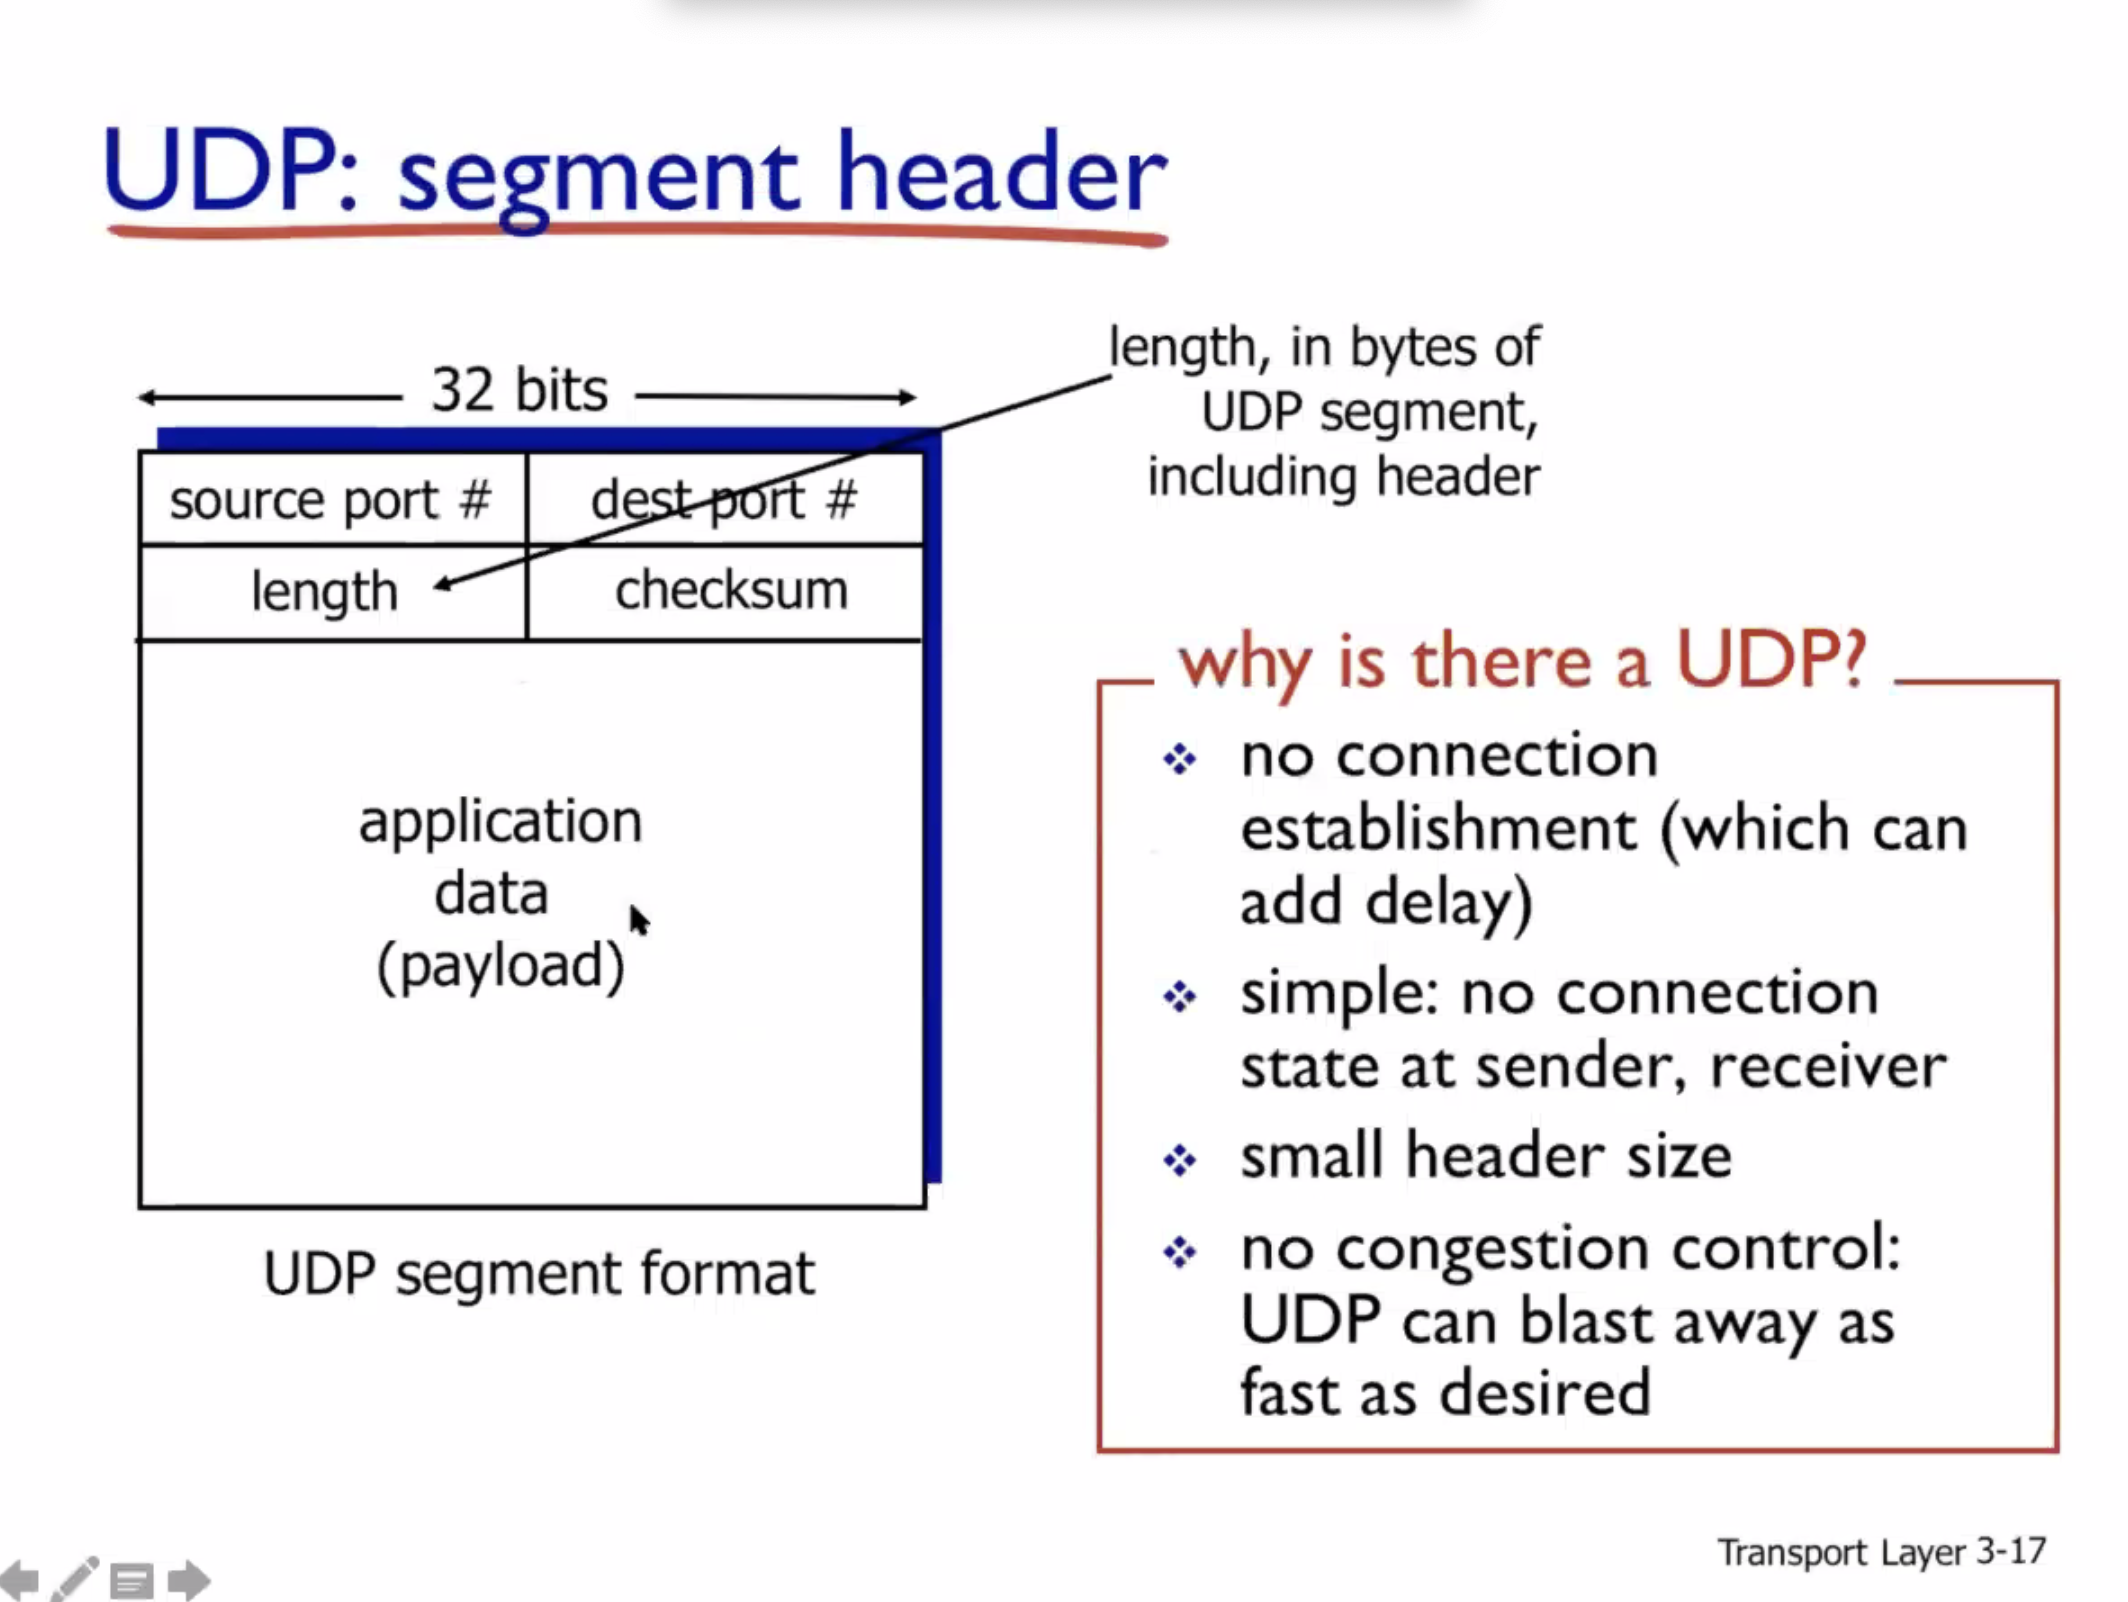 UDP: segment header
32 bits
length, in bytes of
UDP segment,
including header
source port #
dest port #
length
checksum
application
data
(payload)
UDP segment format
why is there a UDP?
no connection
establishment (which can
add delay)
simple: no connection
state at sender, receiver
small header size
no congestion control:
UDP can blast away as
fast as desired
Transport Layer 3-17